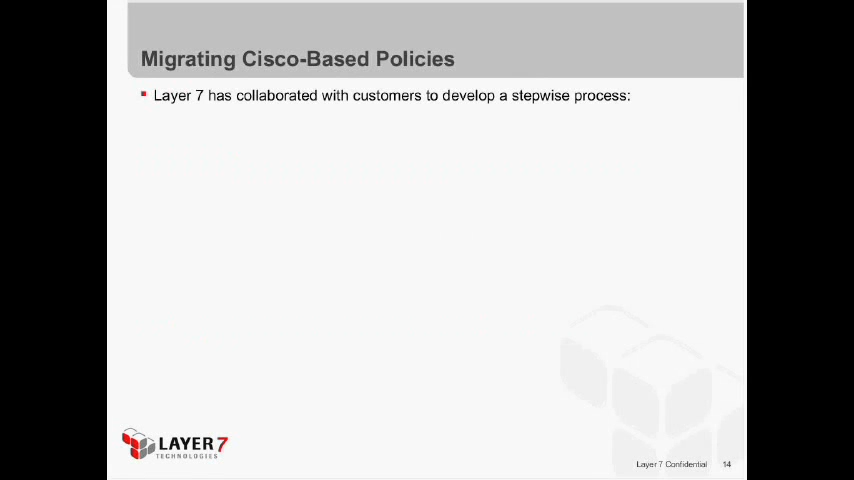 Migrating Cisco-Based Policies
Layer 7 has collaborated with customers to develop a stepwise process:
LAYER 7
TECHNOLOGIES
Layer 7 Confidential 14